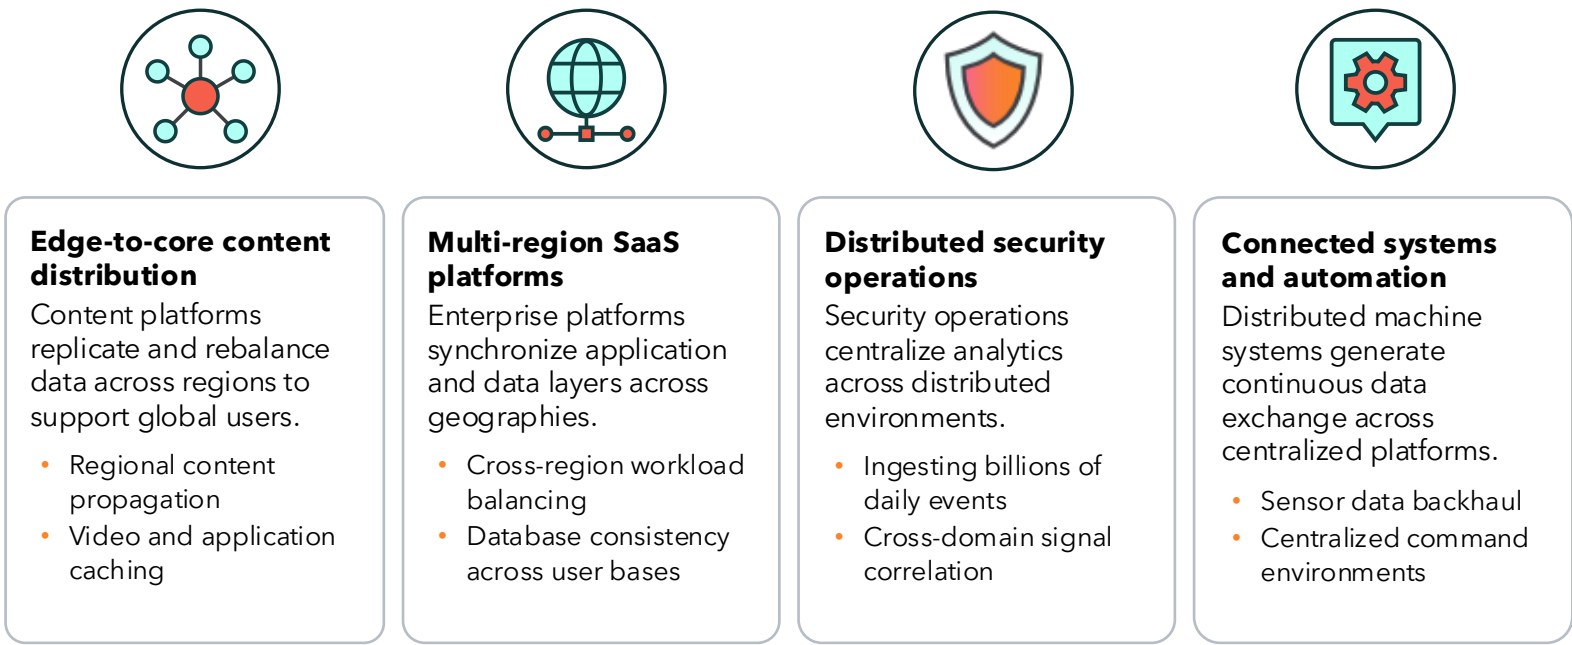 Edge-to-core content
distribution
Content platforms
replicate and rebalance
data across regions to
support global users.
• Regional content
propagation
• Video and application
caching
Multi-region SaaS
platforms
Enterprise platforms
synchronize application
and data layers across
geographies.
• Cross-region workload
balancing
• Database consistency
across user bases
Distributed security
operations
Security operations
centralize analytics
across distributed
environments.
• Ingesting billions of
daily events
• Cross-domain signal
correlation
Connected systems
and automation
Distributed machine
systems generate
continuous data
exchange across
centralized platforms.
• Sensor data backhaul
• Centralized command
environments